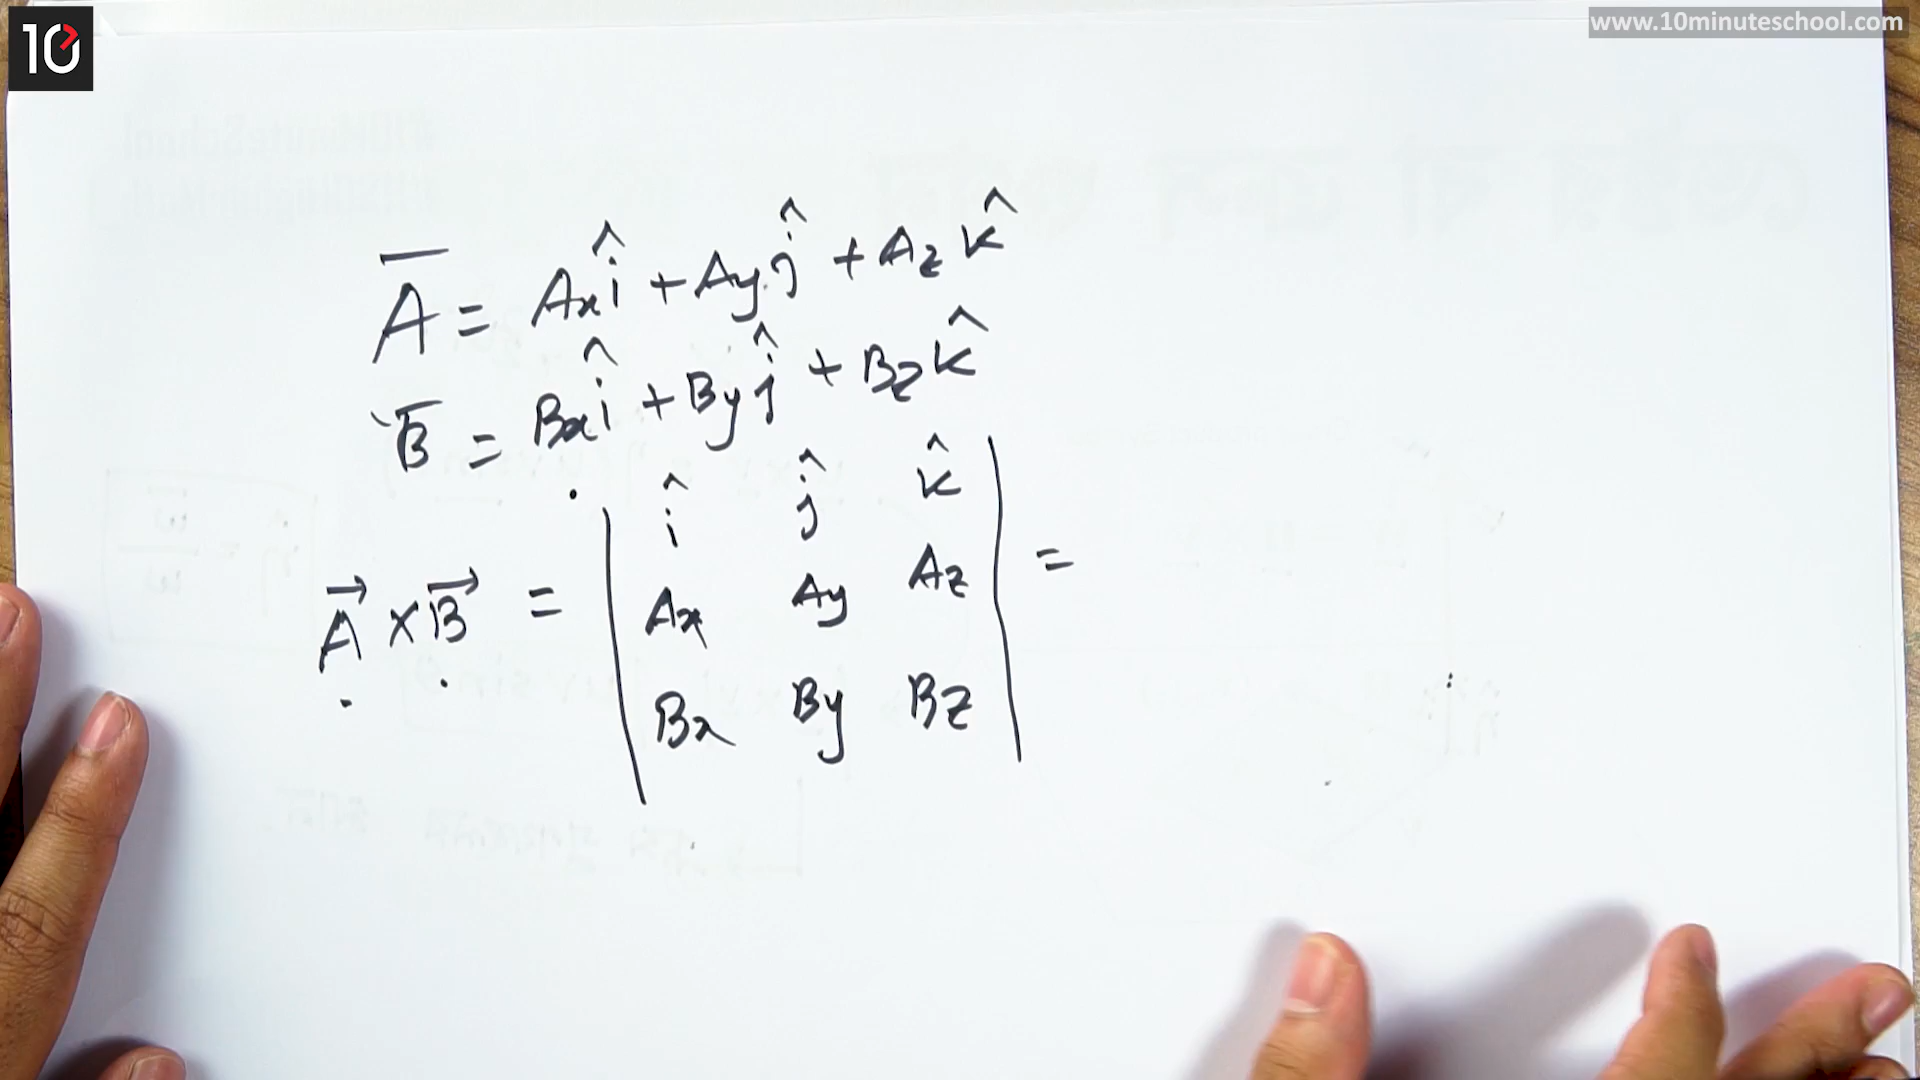 10
www.10minuteschool.com
A̅ = Axî + Ayĵ + Azk̂
B̅ = Bxî + Byĵ + Bzk̂
î ĵ k̂
A⃗ × B⃗ = | Ax Ay Az | =
Bx By Bz